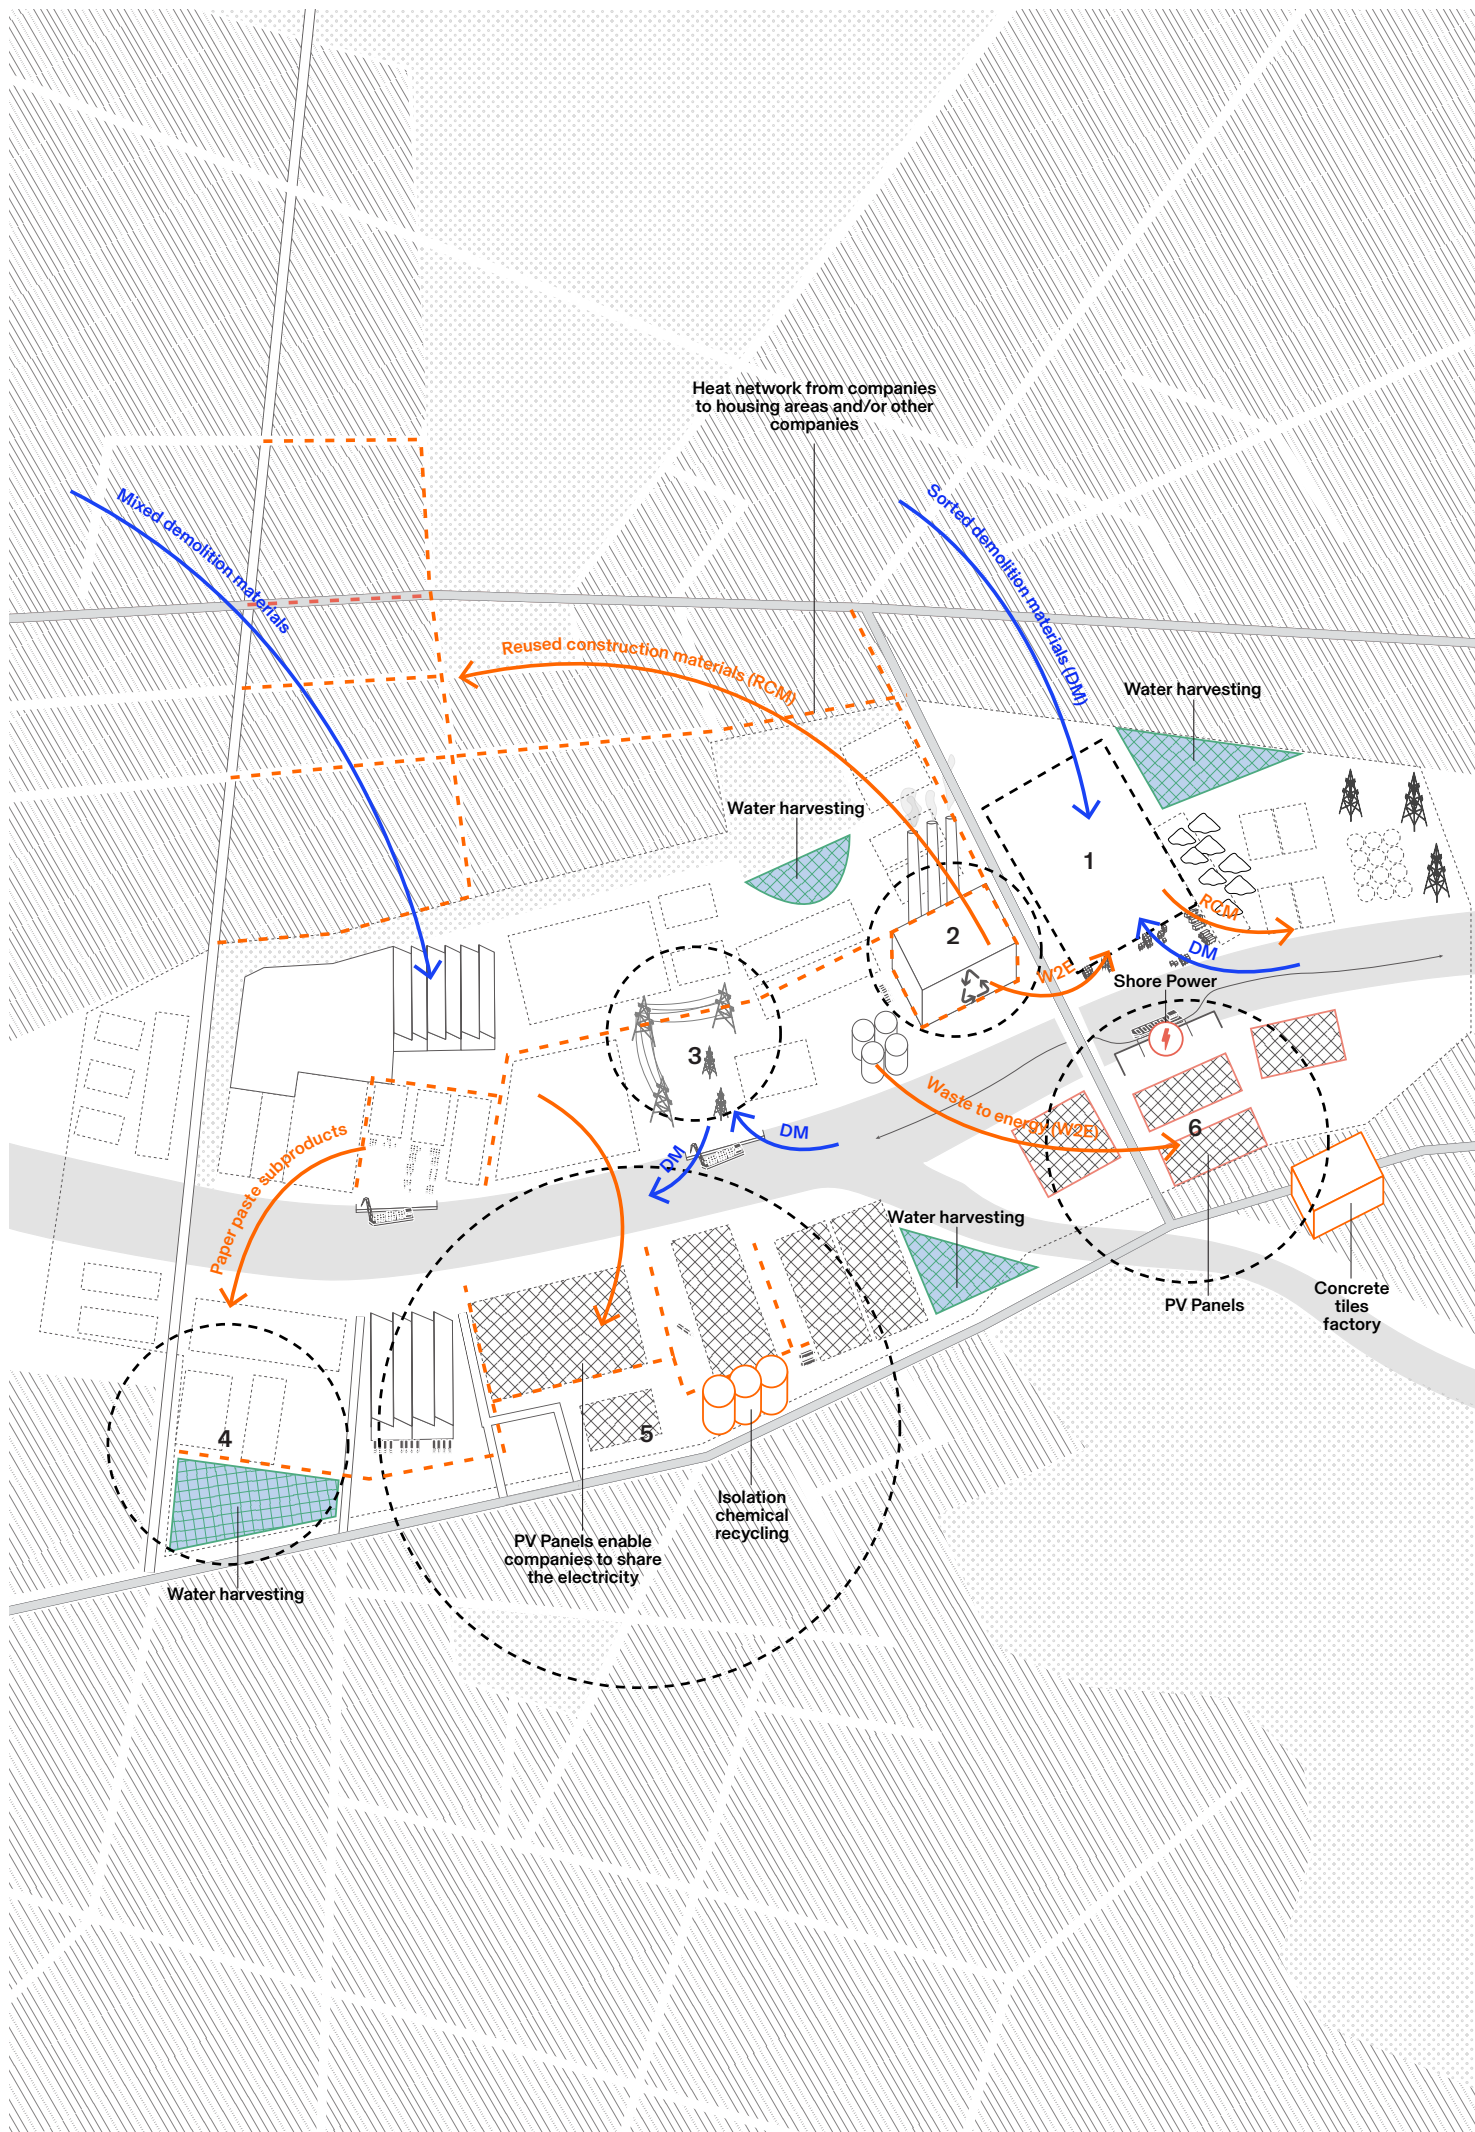 Heat network from companies
to housing areas and/or other
companies
Mixed demolition materials
Sorted demolition materials (DM)
Reused construction materials (RCM)
Water harvesting
Water harvesting
1
RCM
2
DM
W2E
Shore Power
3
Waste to energy (W2E)
DM
6
DM
Paper paste subproducts
Water harvesting
PV Panels
Concrete
tiles
factory
4
5
Isolation
chemical
recycling
PV Panels enable
companies to share
the electricity
Water harvesting